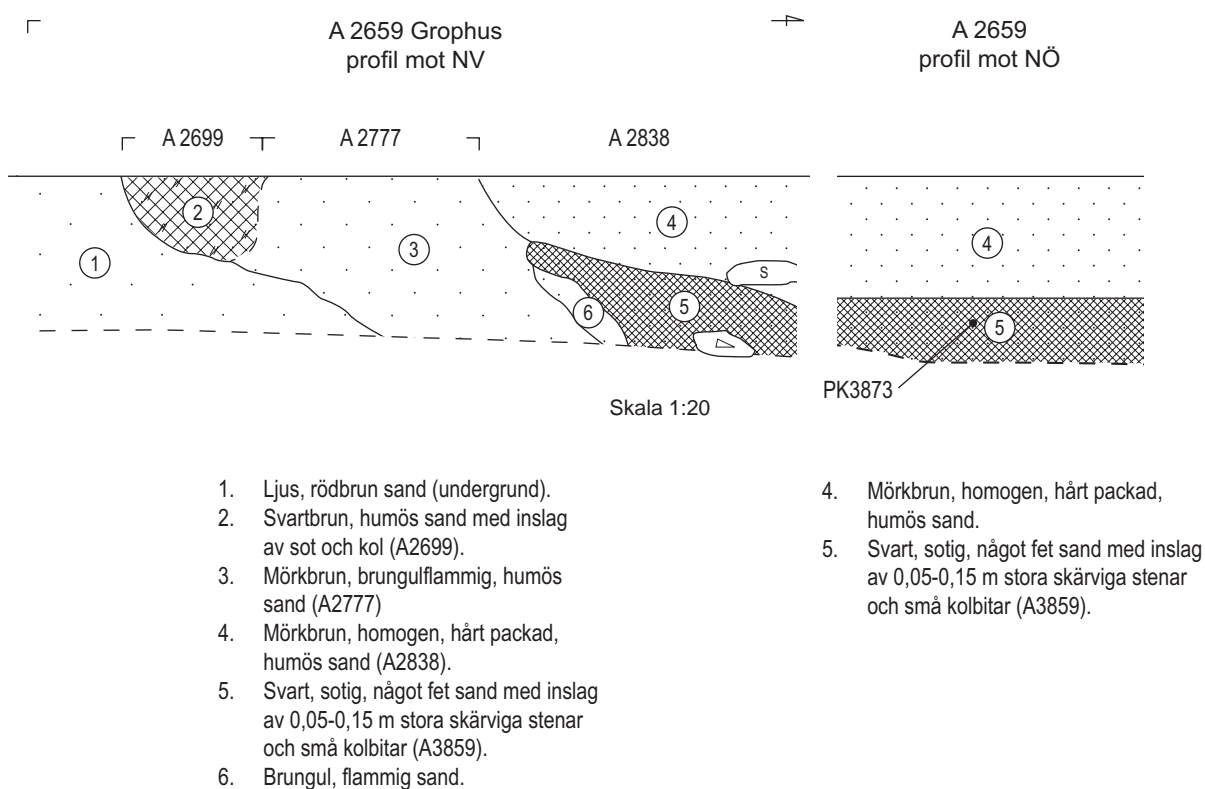 A 2659 Grophus
profil mot NV
A 2659
profil mot NÖ
A 2699
A 2777
A 2838
1
2
3
4
S
5
6
4
5
PK3873
Skala 1:20
1. Ljus, rödbrun sand (undergrund).
2. Svartbrun, humös sand med inslag
av sot och kol (A2699).
3. Mörkbrun, brungulflammig, humös
sand (A2777)
4. Mörkbrun, homogen, hårt packad,
humös sand (A2838).
5. Svart, sotig, något fet sand med inslag
av 0,05-0,15 m stora skärviga stenar
och små kolbitar (A3859).
6. Brungul, flammig sand.
4. Mörkbrun, homogen, hårt packad,
humös sand.
5. Svart, sotig, något fet sand med inslag
av 0,05-0,15 m stora skärviga stenar
och små kolbitar (A3859).